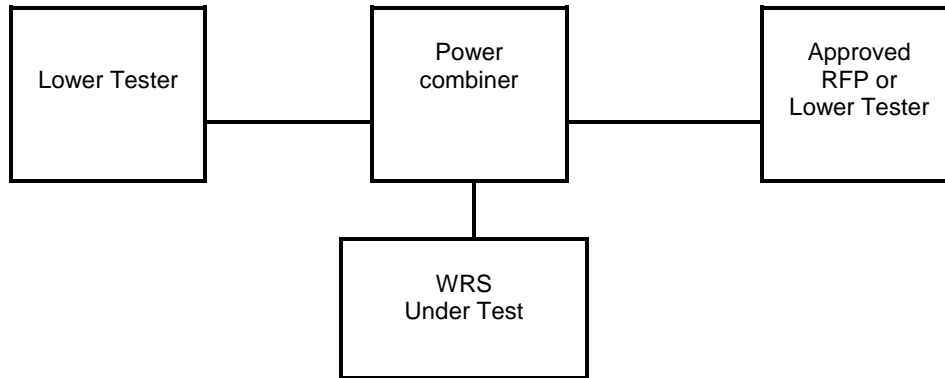 Lower Tester
Power
combiner
Approved
RFP or
Lower Tester
WRS
Under Test